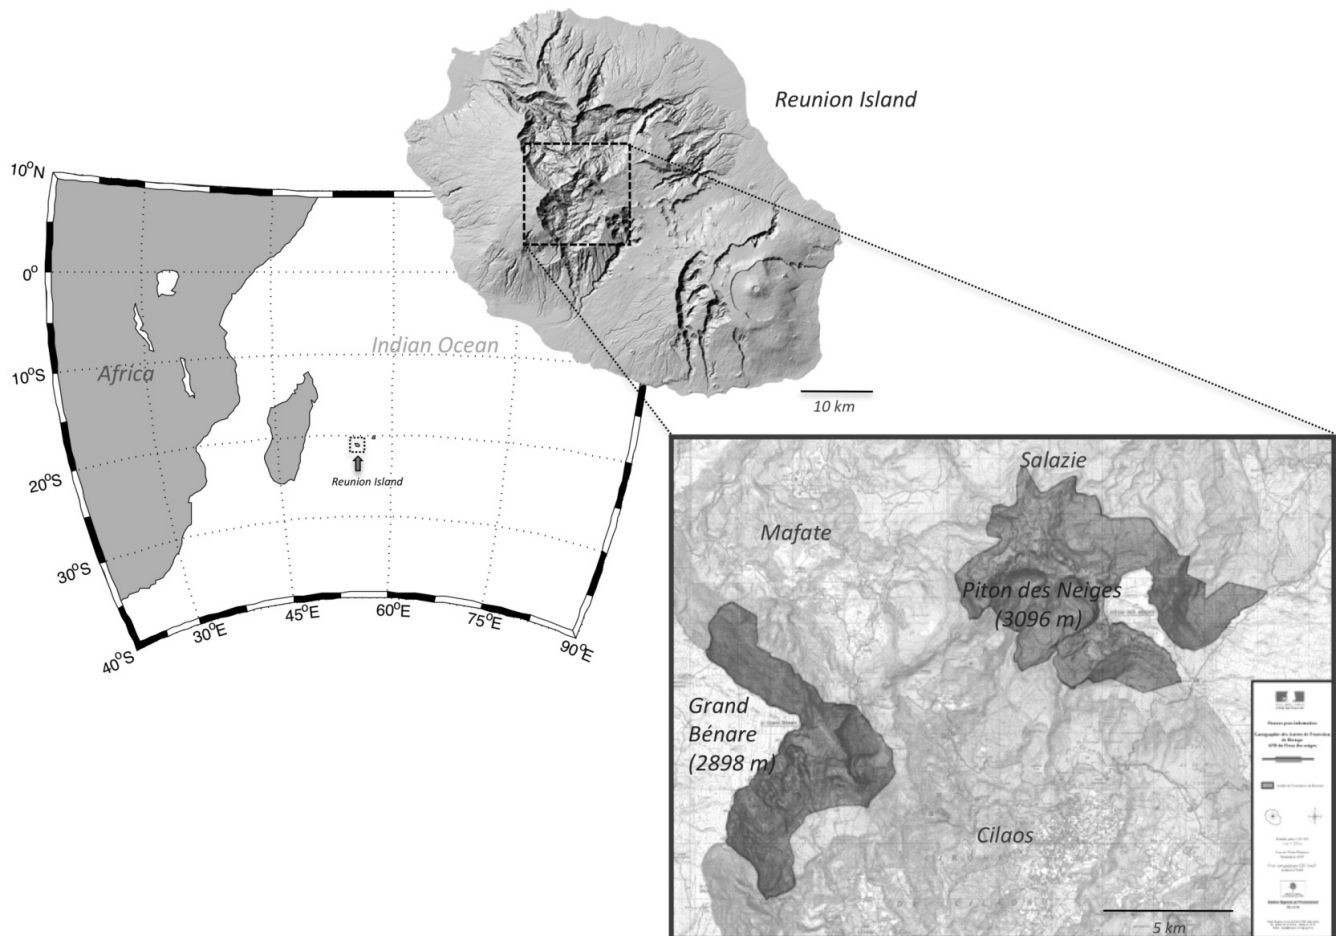 Reunion Island
10°N
0°
10°S
20°S
30°S
40°S
30°E
45°E
60°E
75°E
90°E
Africa
Indian Ocean
Reunion Island
10 km
Salazie
Mafate
Piton des Neiges
(3096 m)
Grand
Bénare
(2898 m)
Cilaos
5 km